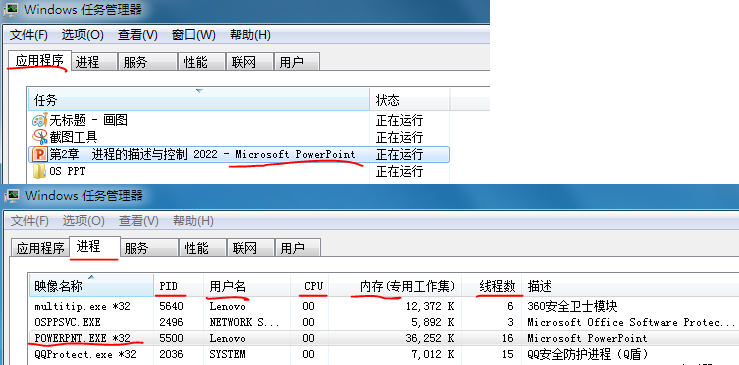 Windows 任务管理器
文件(F) 选项(O) 查看(V) 窗口(W) 帮助(H)
应用程序 进程 服务 性能 联网 用户
任务 状态
无标题 - 画图 正在运行
截图工具 正在运行
第2章 进程的描述与控制 2022 - Microsoft PowerPoint 正在运行
OS PPT 正在运行
Windows 任务管理器
文件(F) 选项(O) 查看(V) 帮助(H)
应用程序 进程 服务 性能 联网 用户
映像名称 PID 用户名 CPU 内存(专用工作集) 线程数 描述
multitip.exe *32 5640 Lenovo 00 12,372 K 6 360安全卫士模块
OSPPSVC.EXE 2496 NETWORK S... 00 5,892 K 3 Microsoft Office Software Protec...
POWERPNT.EXE *32 5500 Lenovo 00 36,252 K 16 Microsoft PowerPoint
QQProtect.exe *32 2036 SYSTEM 00 7,012 K 15 QQ安全防护进程（Q盾）